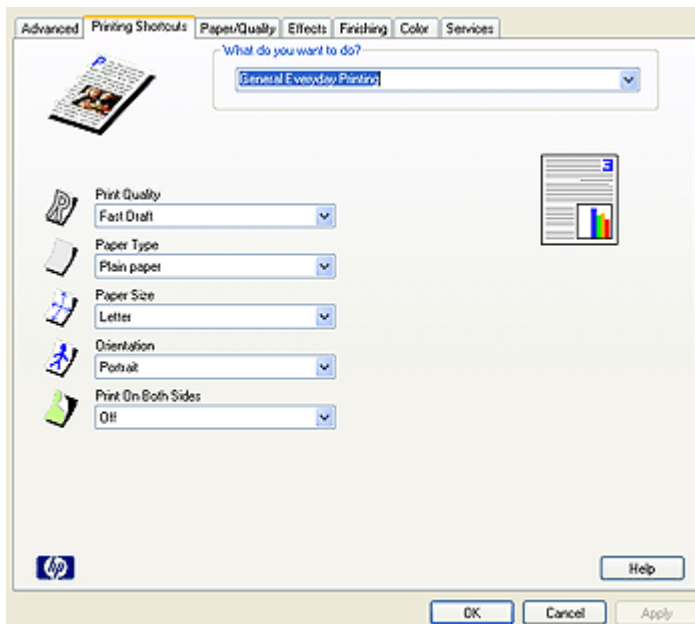 Advanced Printing Shortcuts Paper/Quality Effects Finishing Color Services
What do you want to do?
General Everyday Printing
3
Print Quality
Fast Draft
Paper Type
Plain paper
Paper Size
Letter
Orientation
Portrait
Print On Both Sides
Off
hp
Help
OK Cancel Apply